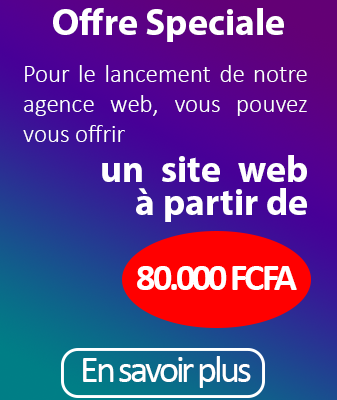 Offre Speciale
Pour le lancement de notre
agence web, vous pouvez
vous offrir
un site web
à partir de
80.000 FCFA
En savoir plus